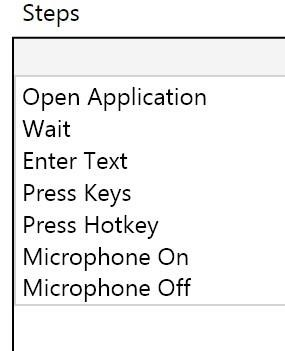 Steps
Open Application
Wait
Enter Text
Press Keys
Press Hotkey
Microphone On
Microphone Off